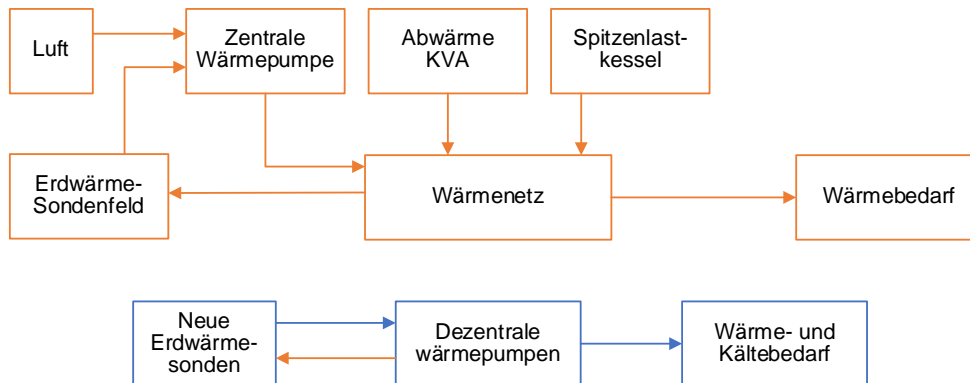 Luft
Zentrale
Wärmepumpe
Abwärme
KVA
Spitzenlast-
kessel
Erdwärme-
Sondenfeld
Wärmenetz
Wärmebedarf
Neue
Erdwärme-
sonden
Dezentrale
wärmepumpen
Wärme- und
Kältebedarf